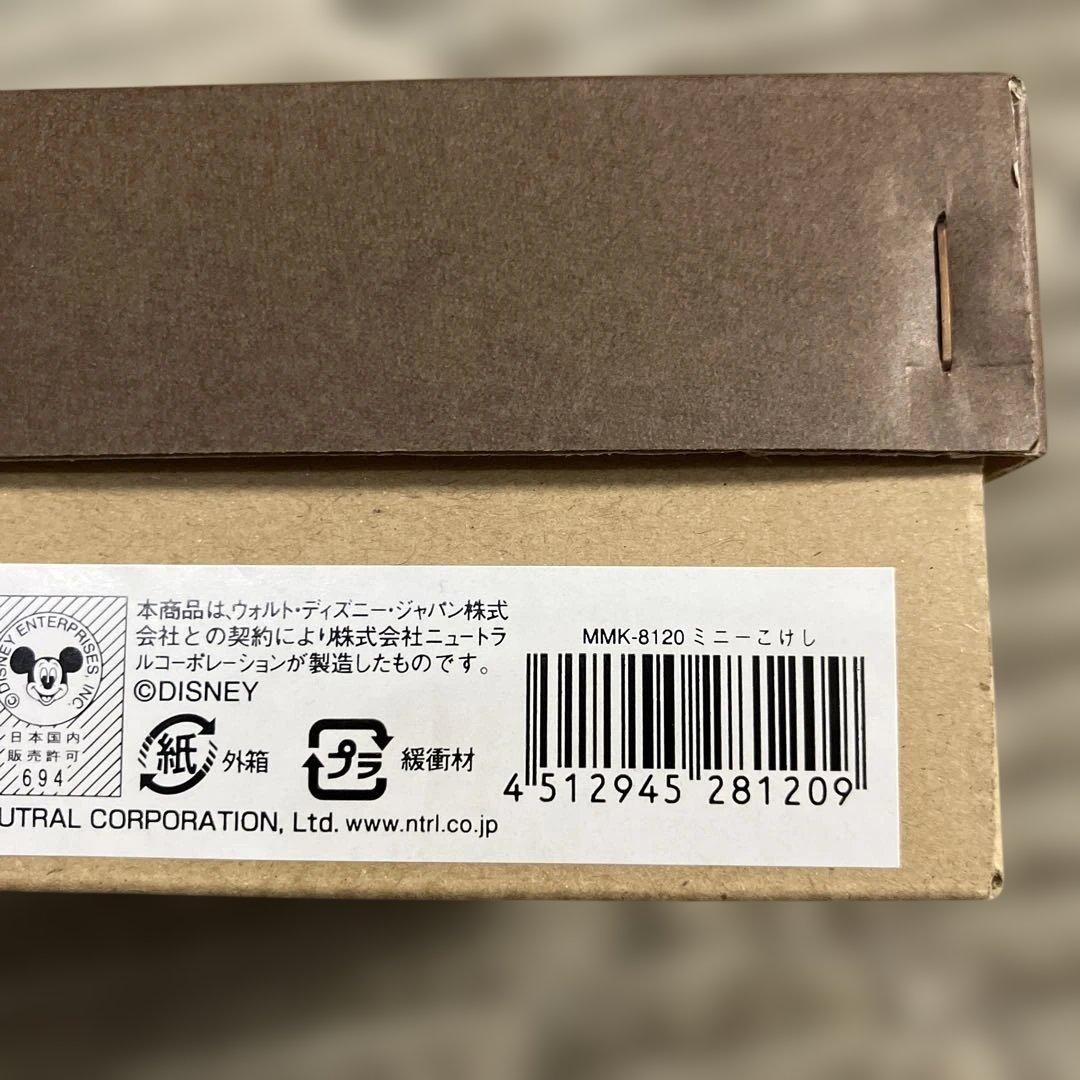 本商品は、ウォルト・ディズニー・ジャパン株式
会社との契約により株式会社ニュートラ
ルコーポレーションが製造したものです。
©DISNEY
©DISNEY ENTERPRISES, INC.
日本国内
販売許可
694
紙 外箱
プラ 緩衝材
UTRAL CORPORATION, Ltd. www.ntrl.co.jp
MMK-8120 ミニーこけし
4 512945 281209